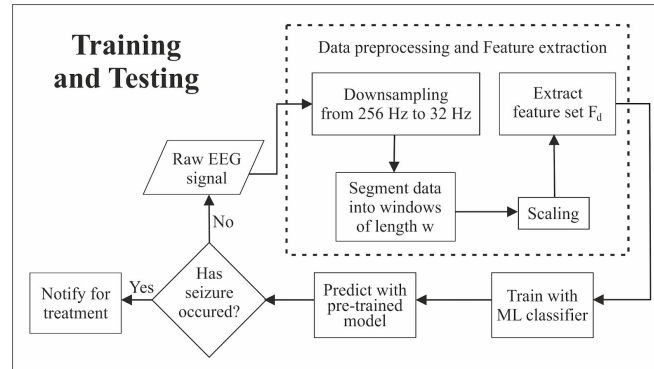 Training
and Testing
Data preprocessing and Feature extraction
Downsampling
from 256 Hz to 32 Hz
Extract
feature set Fd
Raw EEG
signal
Segment data
into windows
of length w
Scaling
No
Has
seizure
occured?
Yes
Notify for
treatment
Predict with
pre-trained
model
Train with
ML classifier